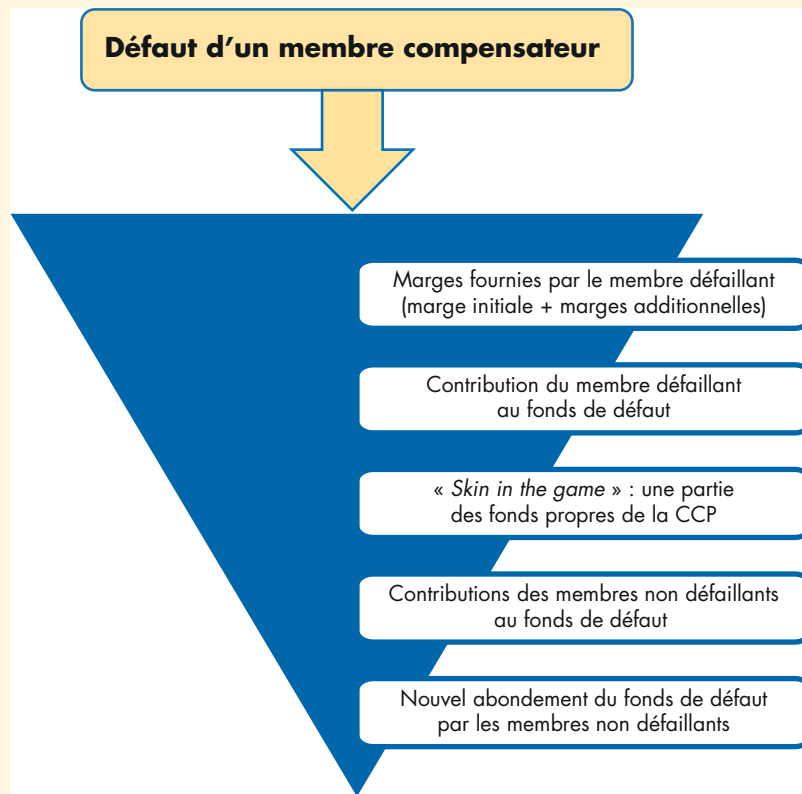 Défaut d’un membre compensateur
Marges fournies par le membre défaillant
(marge initiale + marges additionnelles)
Contribution du membre défaillant
au fonds de défaut
« Skin in the game » : une partie
des fonds propres de la CCP
Contributions des membres non défaillants
au fonds de défaut
Nouvel abondement du fonds de défaut
par les membres non défaillants